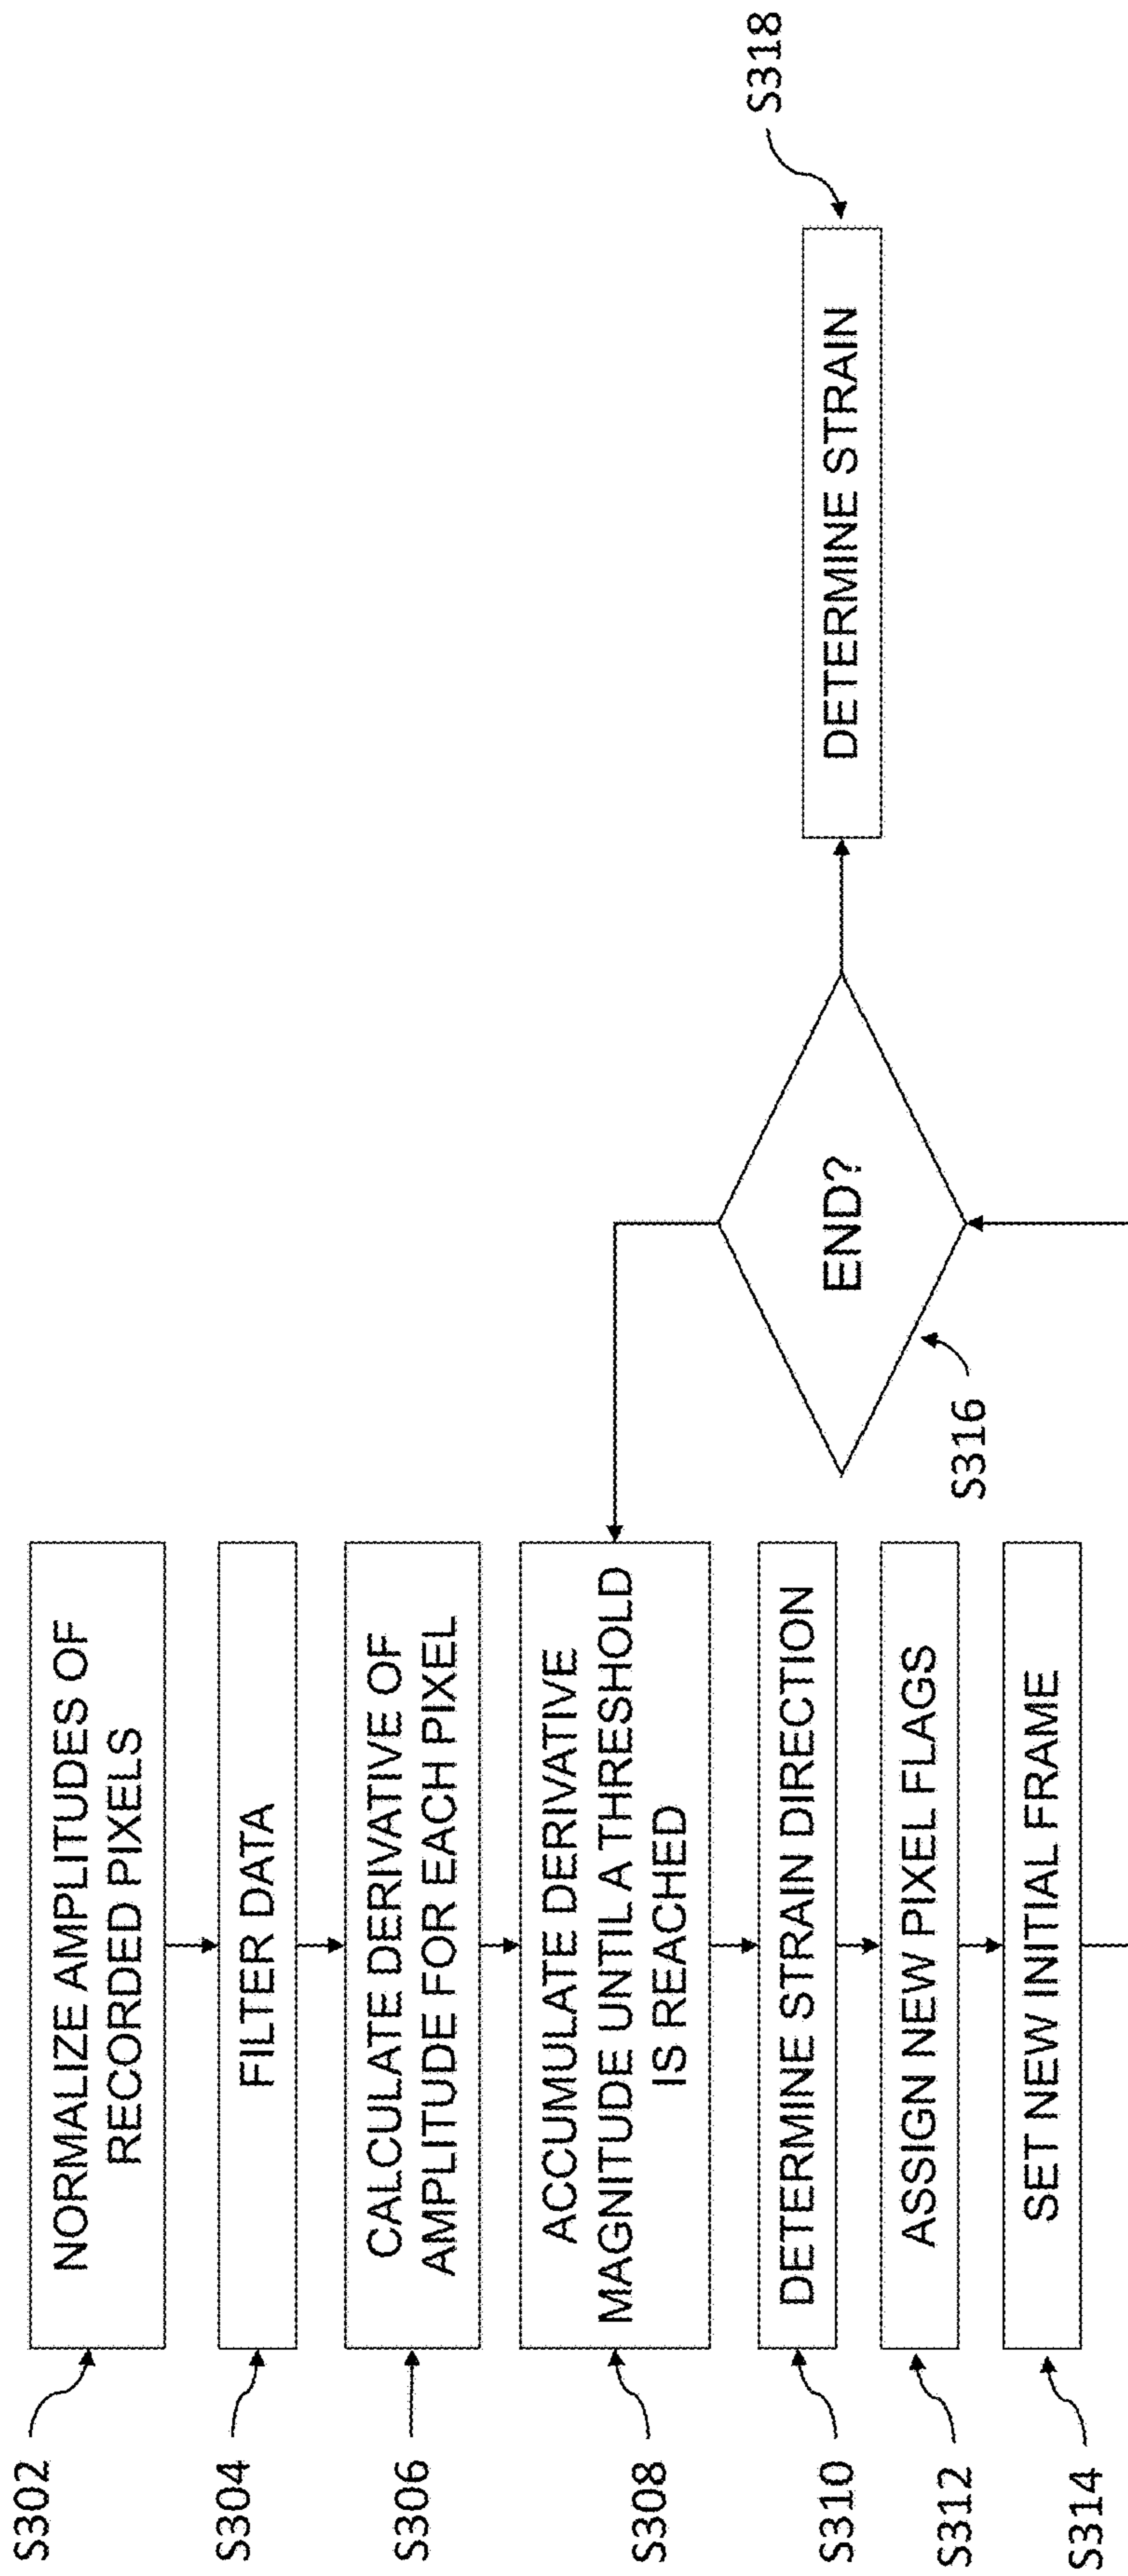 S302
NORMALIZE AMPLITUDES OF
RECORDED PIXELS
S304
FILTER DATA
S306
CALCULATE DERIVATIVE OF
AMPLITUDE FOR EACH PIXEL
S308
ACCUMULATE DERIVATIVE
MAGNITUDE UNTIL A THRESHOLD
IS REACHED
S310
DETERMINE STRAIN DIRECTION
S312
ASSIGN NEW PIXEL FLAGS
S314
SET NEW INITIAL FRAME
S316
END?
S318
DETERMINE STRAIN